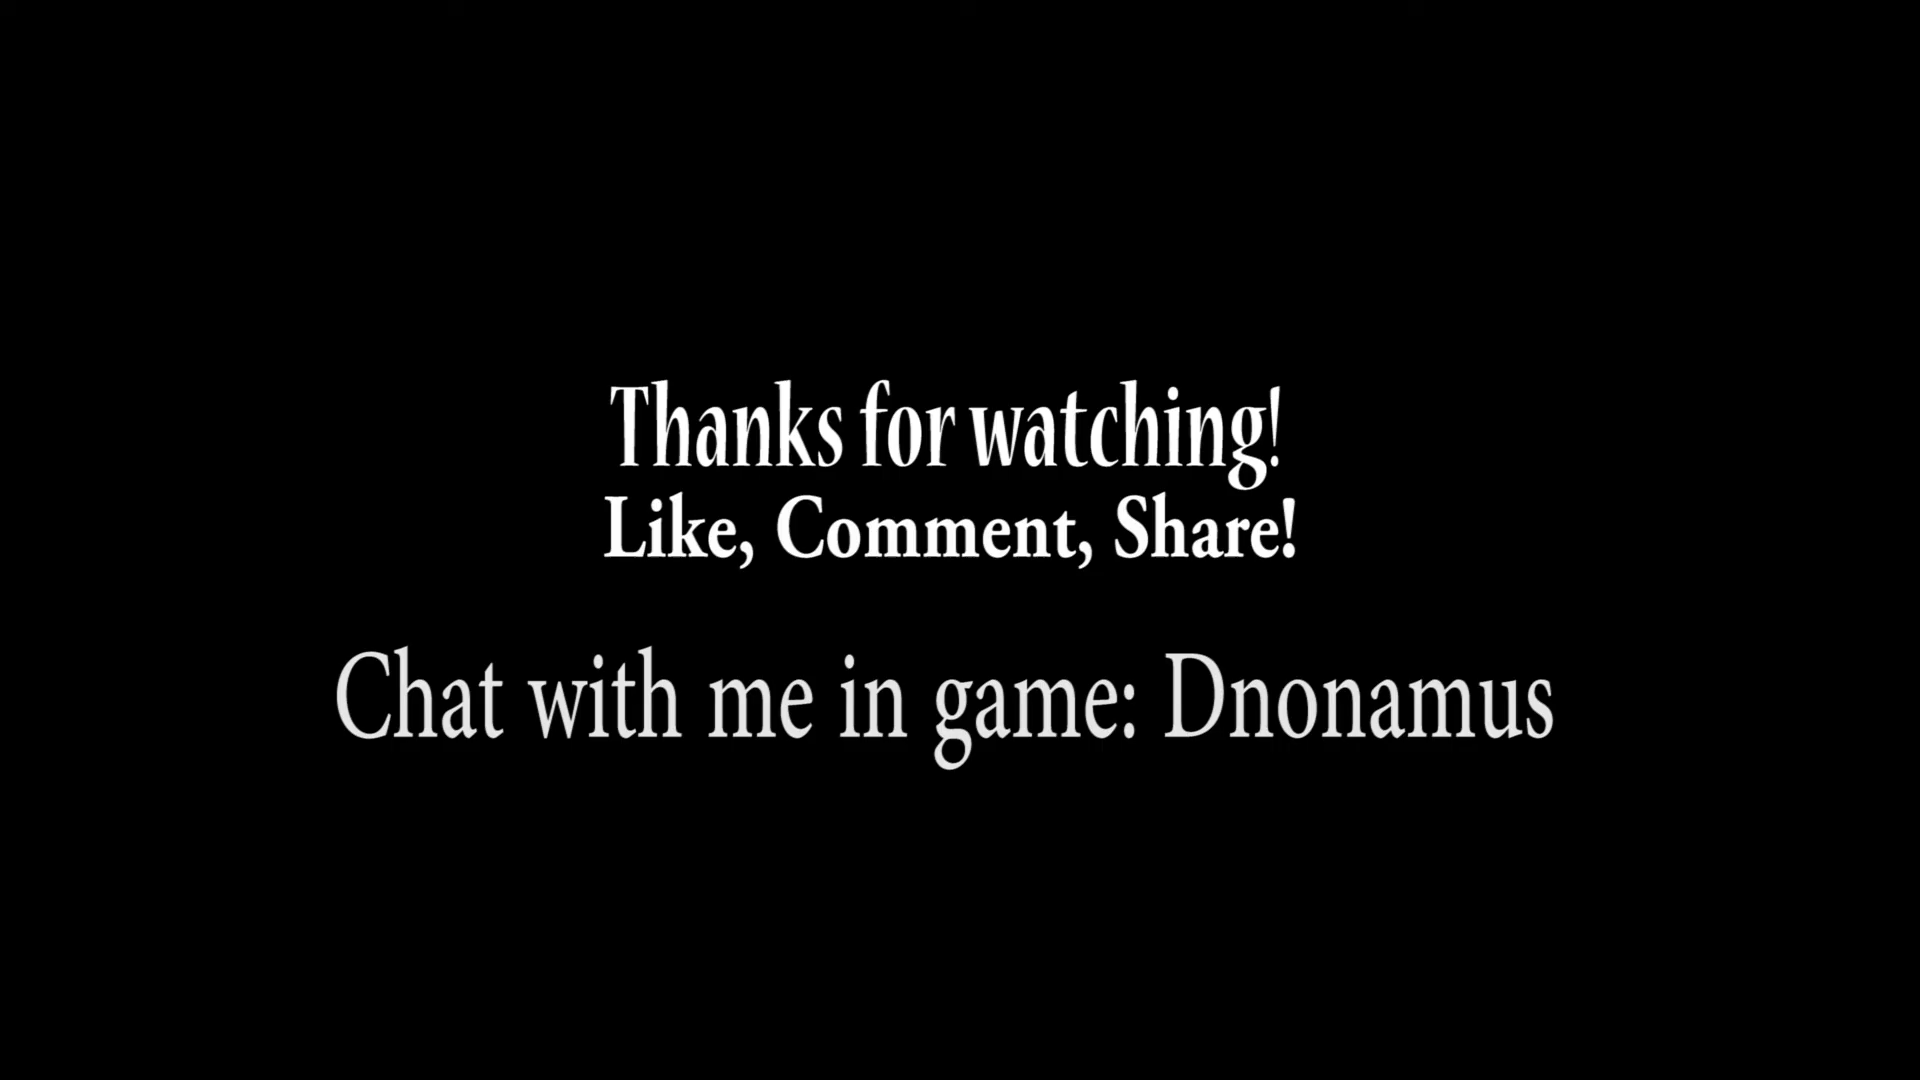 Thanks for watching!
Like, Comment, Share!
Chat with me in game: Dnonamus